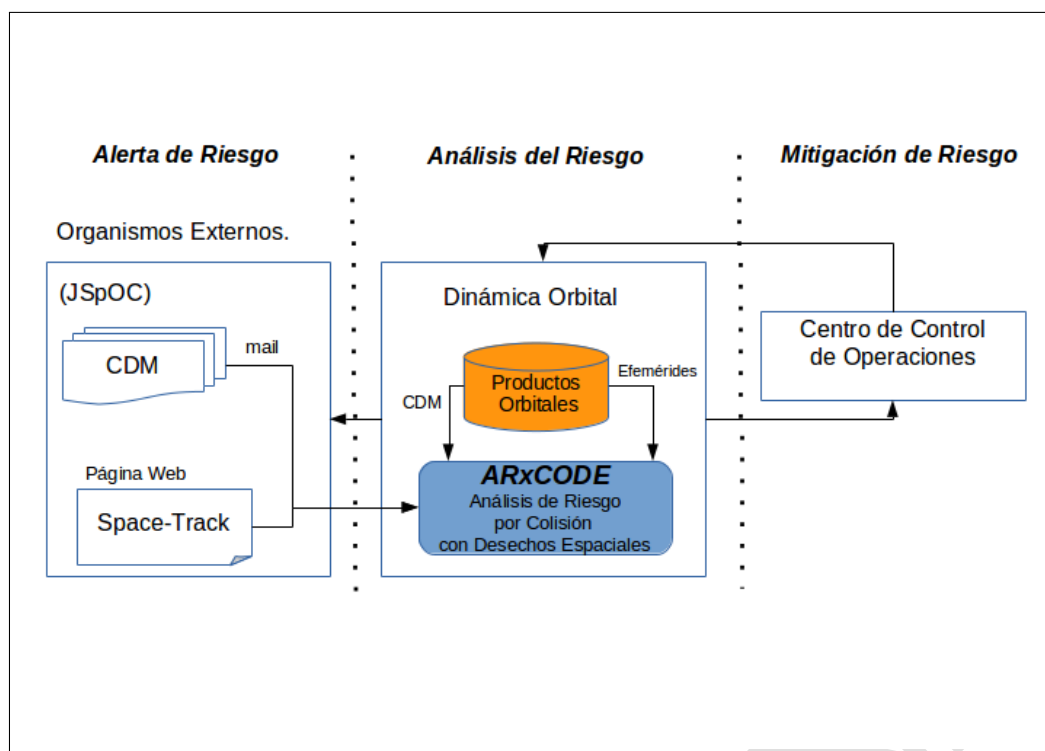 Alerta de Riesgo
Análisis del Riesgo
Mitigación de Riesgo
Organismos Externos.
(JSpOC)
CDM
mail
Página Web
Space-Track
Dinámica Orbital
Productos
Orbitales
CDM
Efemérides
ARxCODE
Análisis de Riesgo
por Colisión
con Desechos Espaciales
Centro de Control
de Operaciones